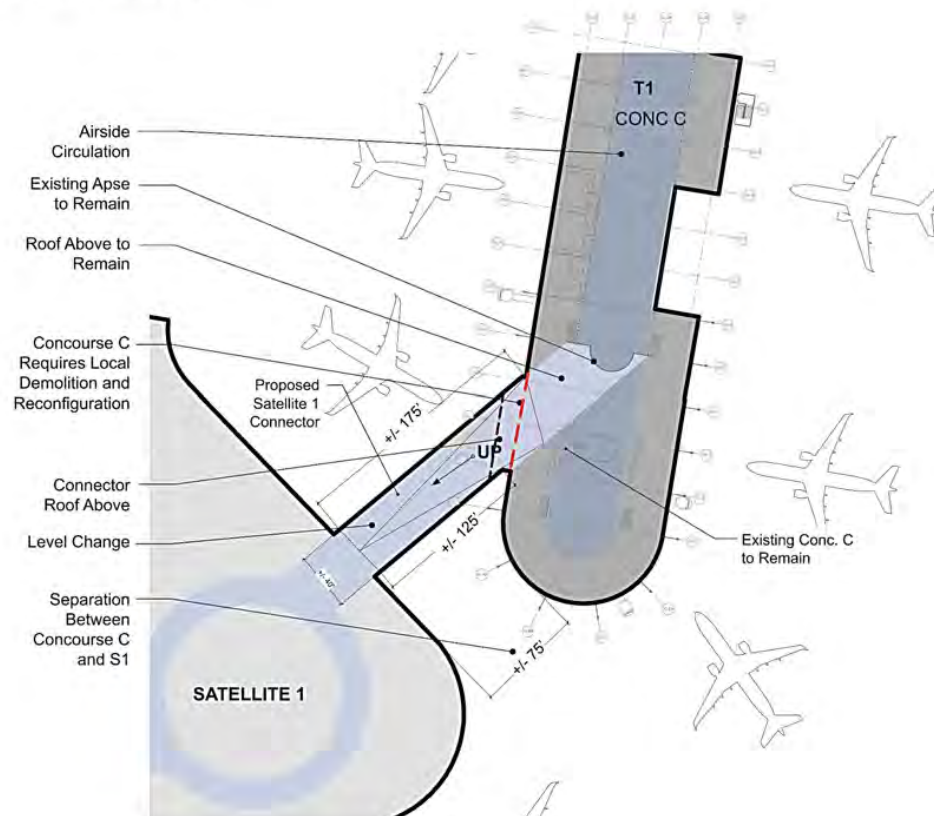 T1
CONC C
Airside
Circulation
Existing Apse
to Remain
Roof Above to
Remain
Concourse C
Requires Local
Demolition and
Reconfiguration
Proposed
Satellite 1
Connector
+/- 175'
UP
Connector
Roof Above
+/- 125'
Level Change
Existing Conc. C
to Remain
+/- 40'
Separation
Between
Concourse C
and S1
+/- 75'
SATELLITE 1